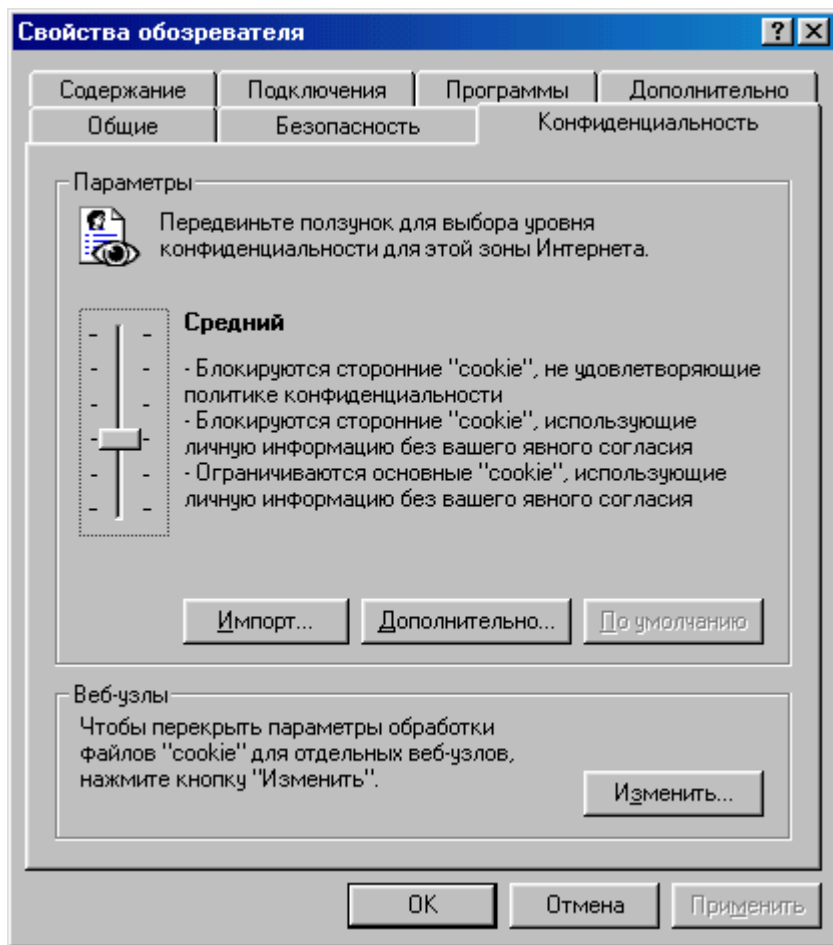 Свойства обозревателя
Содержание Подключения Программы Дополнительно
Общие Безопасность Конфиденциальность
Параметры
Передвиньте ползунок для выбора уровня
конфиденциальности для этой зоны Интернета.
Средний
- Блокируются сторонние "cookie", не удовлетворяющие
политике конфиденциальности
- Блокируются сторонние "cookie", использующие
личную информацию без вашего явного согласия
- Ограничиваются основные "cookie", использующие
личную информацию без вашего явного согласия
Импорт... Дополнительно... По умолчанию
Веб-узлы
Чтобы перекрыть параметры обработки
файлов "cookie" для отдельных веб-узлов,
нажмите кнопку "Изменить".
Изменить...
OK Отмена Применить